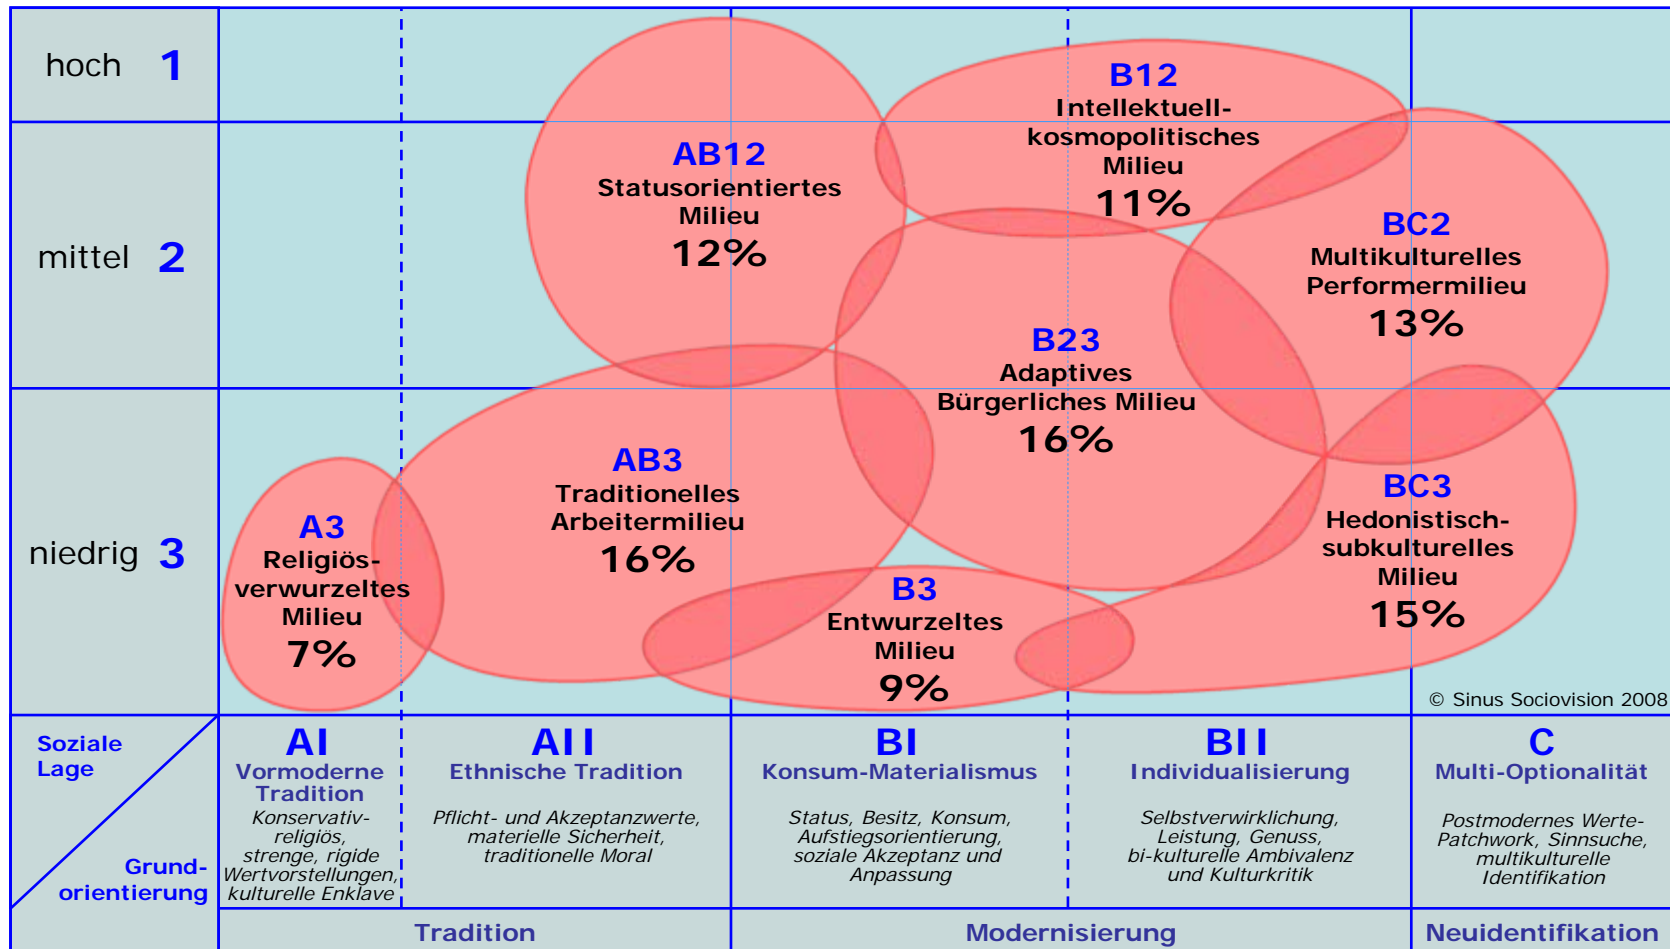 hoch 1
mittel 2
niedrig 3
AB12
Statusorientiertes
Milieu
12%
B12
Intellektuell-
kosmopolitisches
Milieu
11%
BC2
Multikulturelles
Performermilieu
13%
B23
Adaptives
Bürgerliches Milieu
16%
AB3
Traditionelles
Arbeitermilieu
16%
A3
Religiös-
verwurzeltes
Milieu
7%
B3
Entwurzeltes
Milieu
9%
BC3
Hedonistisch-
subkulturelles
Milieu
15%
© Sinus Sociovision 2008
Soziale
Lage
Grund-
orientierung
AI
Vormoderne
Tradition
Konservativ-
religiös,
strenge, rigide
Wertvorstellungen,
kulturelle Enklave
AII
Ethnische Tradition
Pflicht- und Akzeptanzwerte,
materielle Sicherheit,
traditionelle Moral
BI
Konsum-Materialismus
Status, Besitz, Konsum,
Aufstiegsorientierung,
soziale Akzeptanz und
Anpassung
BII
Individualisierung
Selbstverwirklichung,
Leistung, Genuss,
bi-kulturelle Ambivalenz
und Kulturkritik
C
Multi-Optionalität
Postmodernes Werte-
Patchwork, Sinnsuche,
multikulturelle
Identifikation
Tradition
Modernisierung
Neuidentifikation